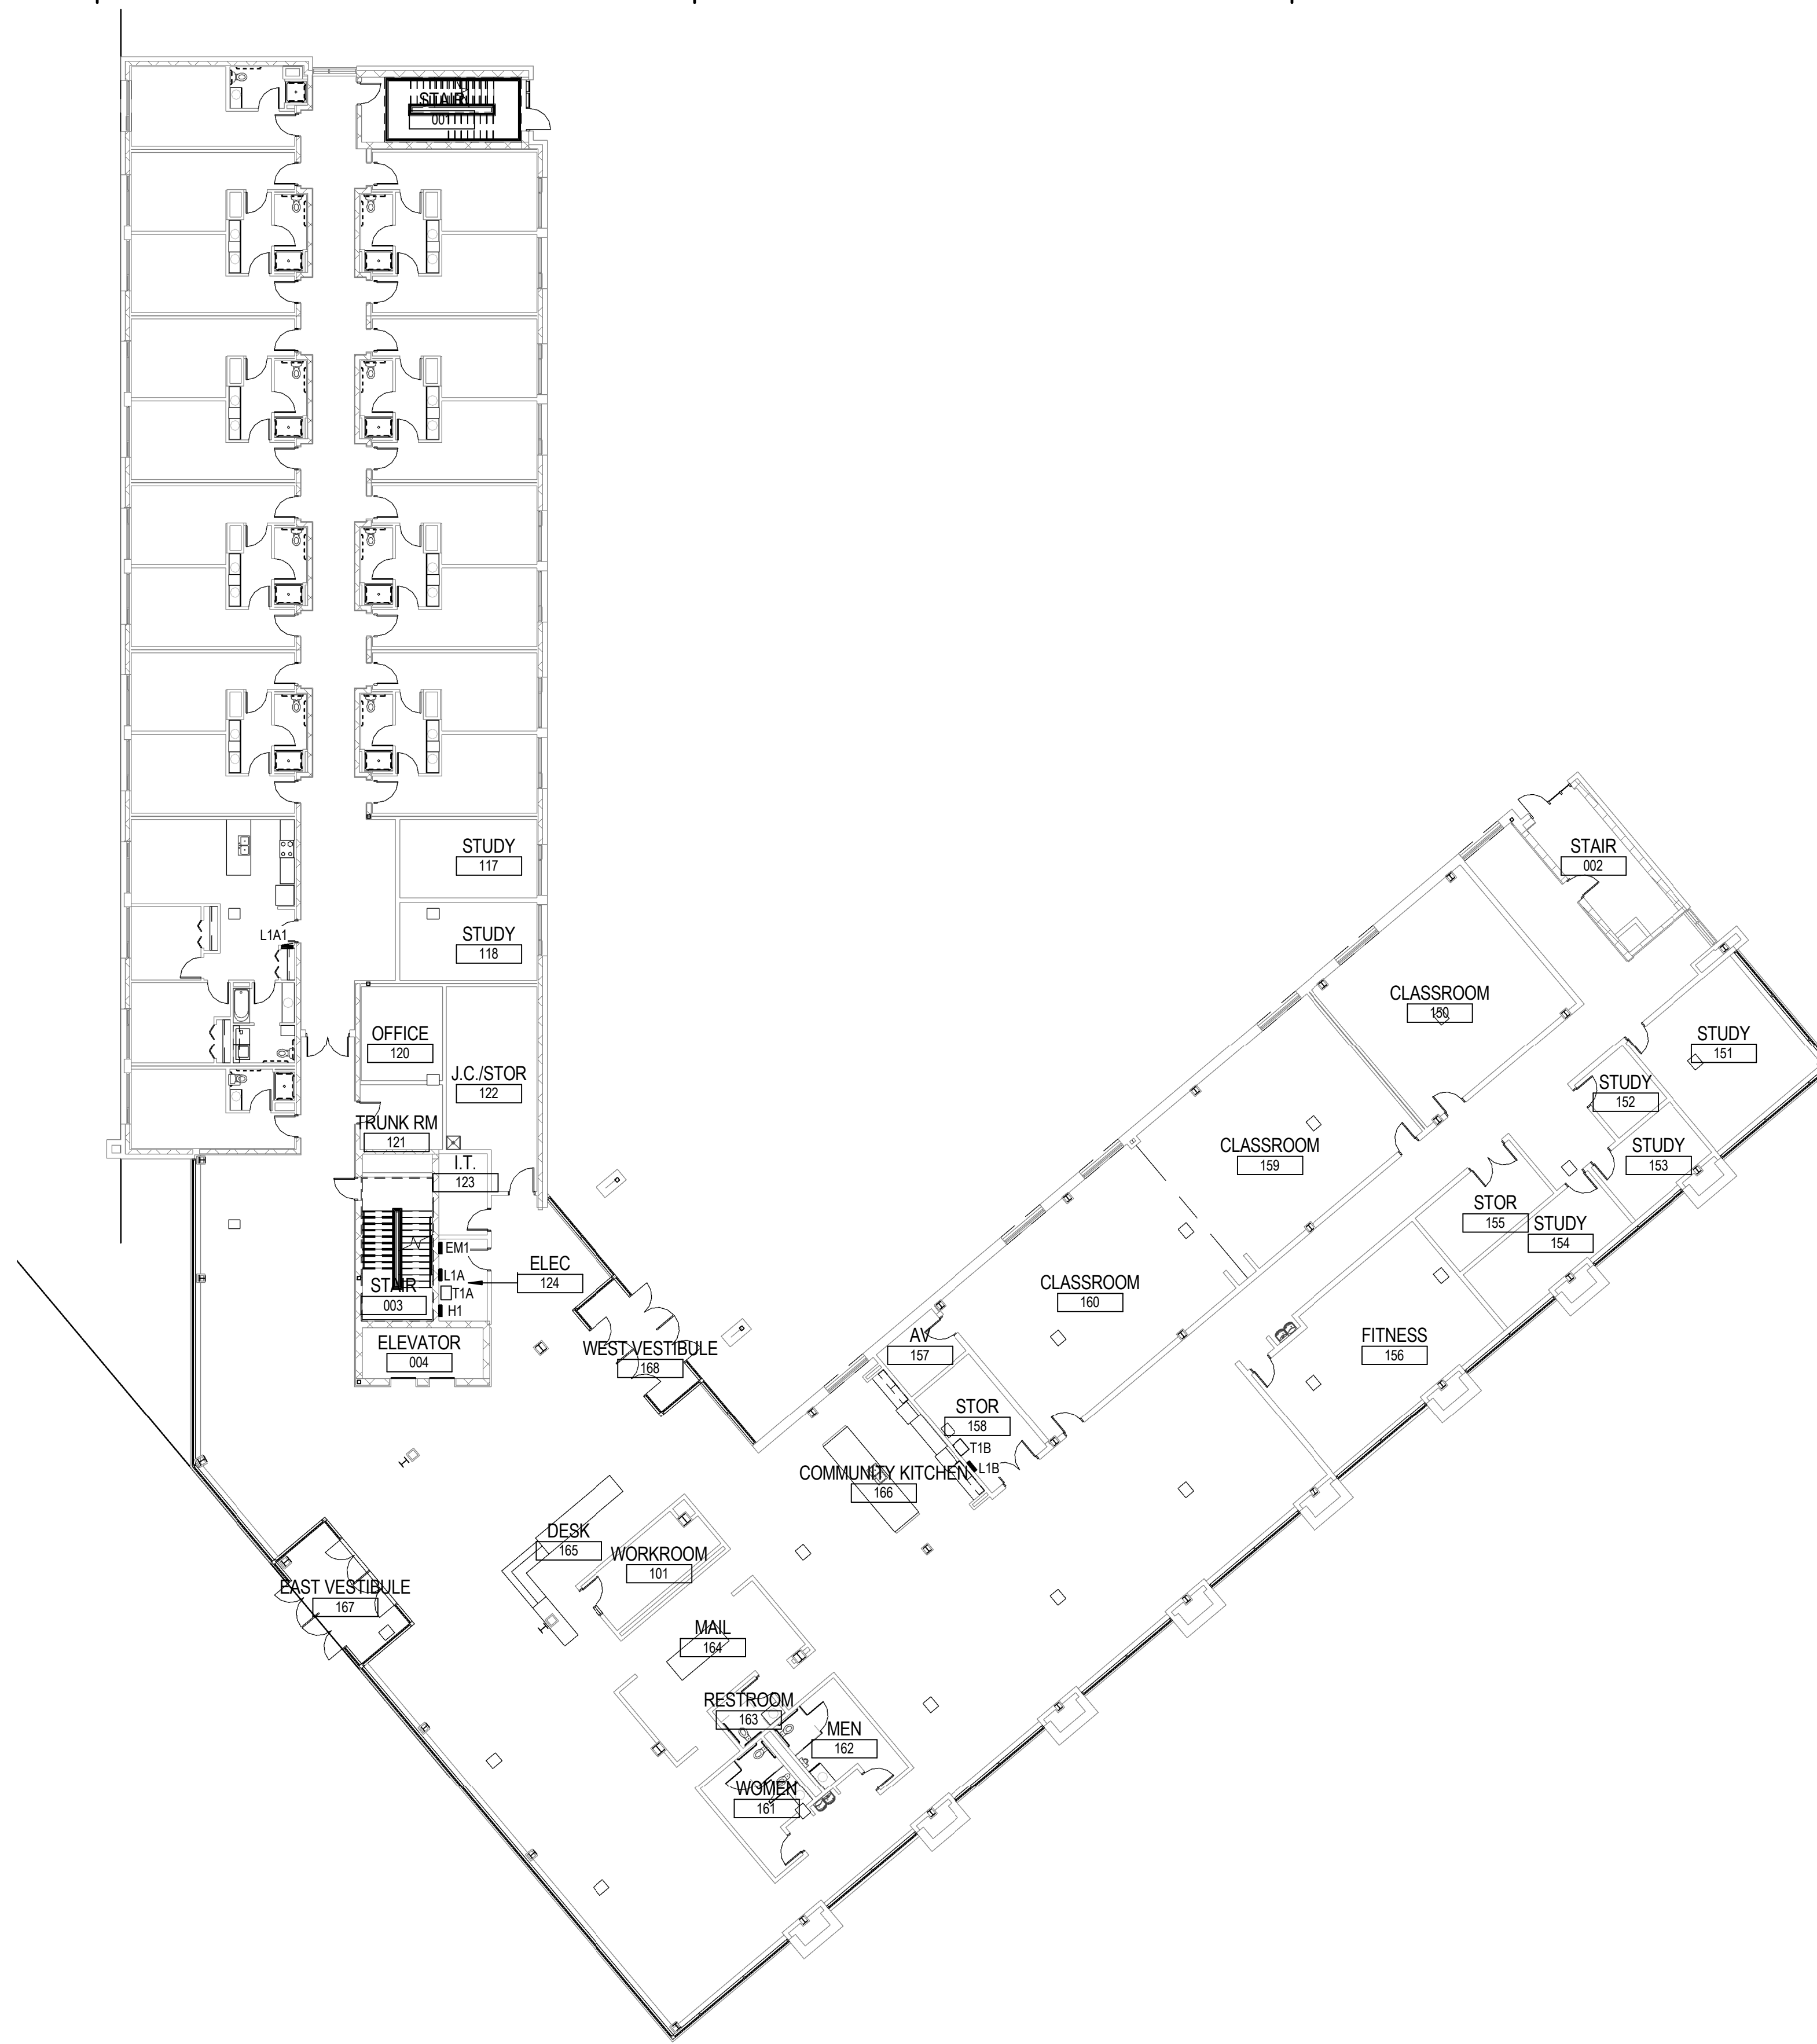 STAIR
001
STUDY
117
STUDY
118
L1A1
OFFICE
120
J.C./STOR
122
TRUNK RM
121
I.T.
123
EM1
L1A
T1A
H1
ELEC
124
STAIR
003
ELEVATOR
004
WEST VESTIBULE
168
STAIR
002
CLASSROOM
150
STUDY
151
STUDY
152
STUDY
153
CLASSROOM
159
STOR
155
STUDY
154
CLASSROOM
160
FITNESS
156
AV
157
STOR
158
T1B
L1B
COMMUNITY KITCHEN
166
DESK
165
WORKROOM
101
EAST VESTIBULE
167
MAIL
164
RESTROOM
163
MEN
162
WOMEN
161